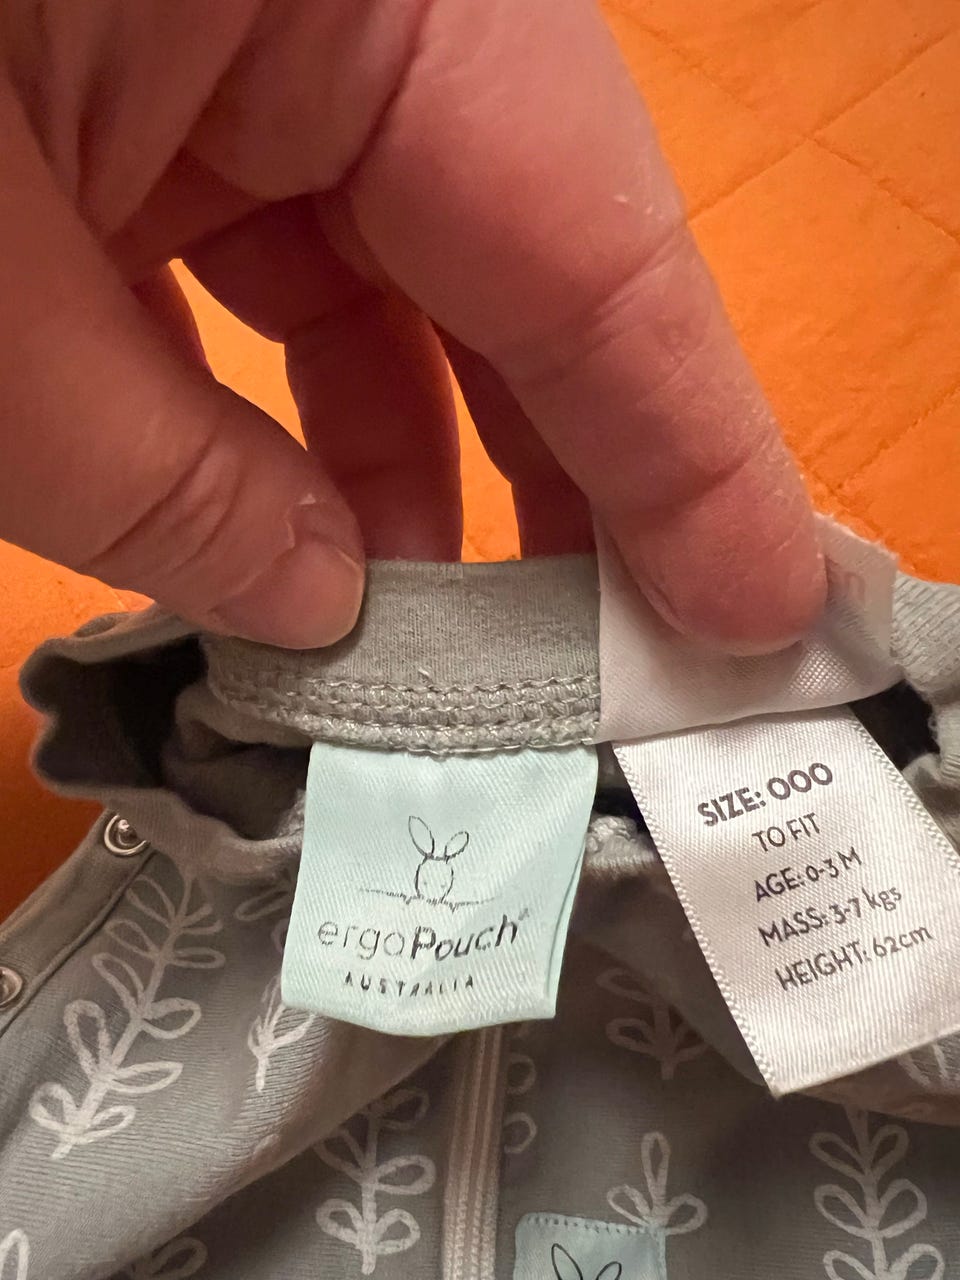 ergoPouch
AUSTRALIA
SIZE: 000
TO FIT
AGE: 0-3 M
MASS: 3-7 kgs
HEIGHT: 62cm